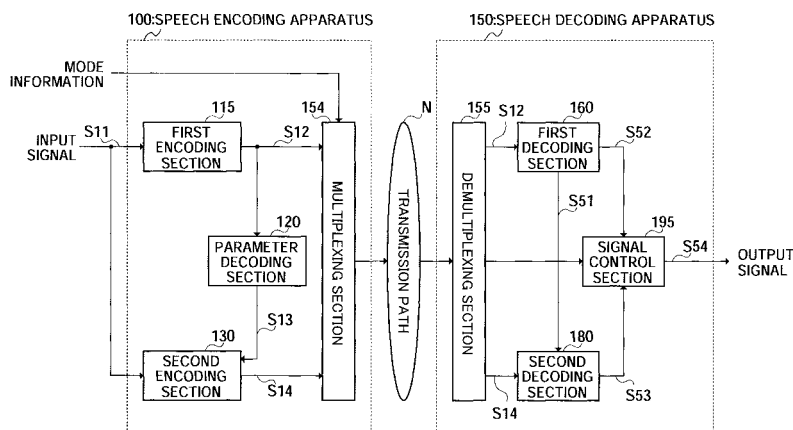 100:SPEECH ENCODING APPARATUS
150:SPEECH DECODING APPARATUS
MODE
INFORMATION
115
154
N
155
S12
160
INPUT
SIGNAL
S11
FIRST
ENCODING
SECTION
S12
FIRST
DECODING
SECTION
S52
MULTIPLEXING SECTION
TRANSMISSION PATH
DEMULTIPLEXING SECTION
S51
120
PARAMETER
DECODING
SECTION
195
SIGNAL
CONTROL
SECTION
S54
OUTPUT
SIGNAL
S13
130
SECOND
ENCODING
SECTION
S14
180
SECOND
DECODING
SECTION
S14
S53